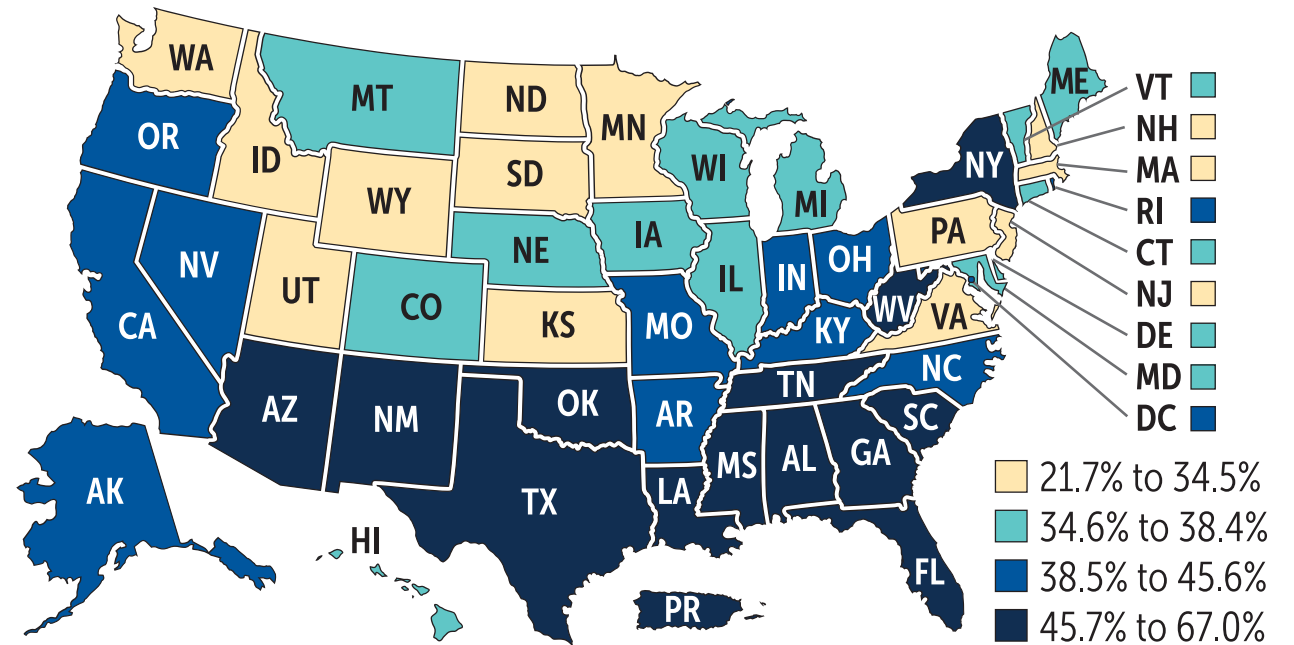 WA
MT
ND
MN
ME
VT
NH
MA
RI
CT
NJ
DE
MD
DC
OR
ID
SD
WI
NY
WY
MI
NV
UT
NE
IA
PA
CA
CO
IL
IN
OH
KS
MO
KY
WV
VA
AZ
NM
OK
AR
TN
NC
SC
TX
LA
MS
AL
GA
FL
AK
HI
PR
21.7% to 34.5%
34.6% to 38.4%
38.5% to 45.6%
45.7% to 67.0%